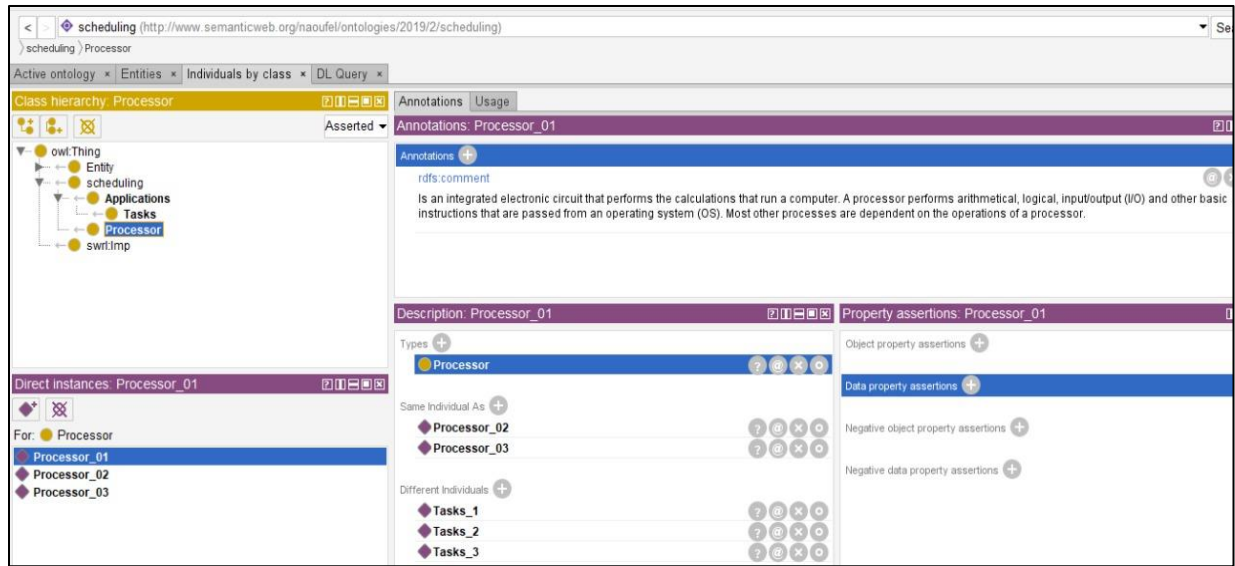 scheduling (http://www.semanticweb.org/naoufel/ontologies/2019/2/scheduling)
scheduling Processor
Active ontology × Entities × Individuals by class × DL Query ×
Class hierarchy: Processor
Asserted
owl:Thing
Entity
scheduling
Applications
Tasks
Processor
swrl:Imp
Direct instances: Processor_01
For: Processor
Processor_01
Processor_02
Processor_03
Annotations Usage
Annotations: Processor_01
Annotations
rdfs:comment
Is an integrated electronic circuit that performs the calculations that run a computer. A processor performs arithmetical, logical, input/output (I/O) and other basic
instructions that are passed from an operating system (OS). Most other processes are dependent on the operations of a processor.
Description: Processor_01
Types
Processor
Same Individual As
Processor_02
Processor_03
Different Individuals
Tasks_1
Tasks_2
Tasks_3
Property assertions: Processor_01
Object property assertions
Data property assertions
Negative object property assertions
Negative data property assertions